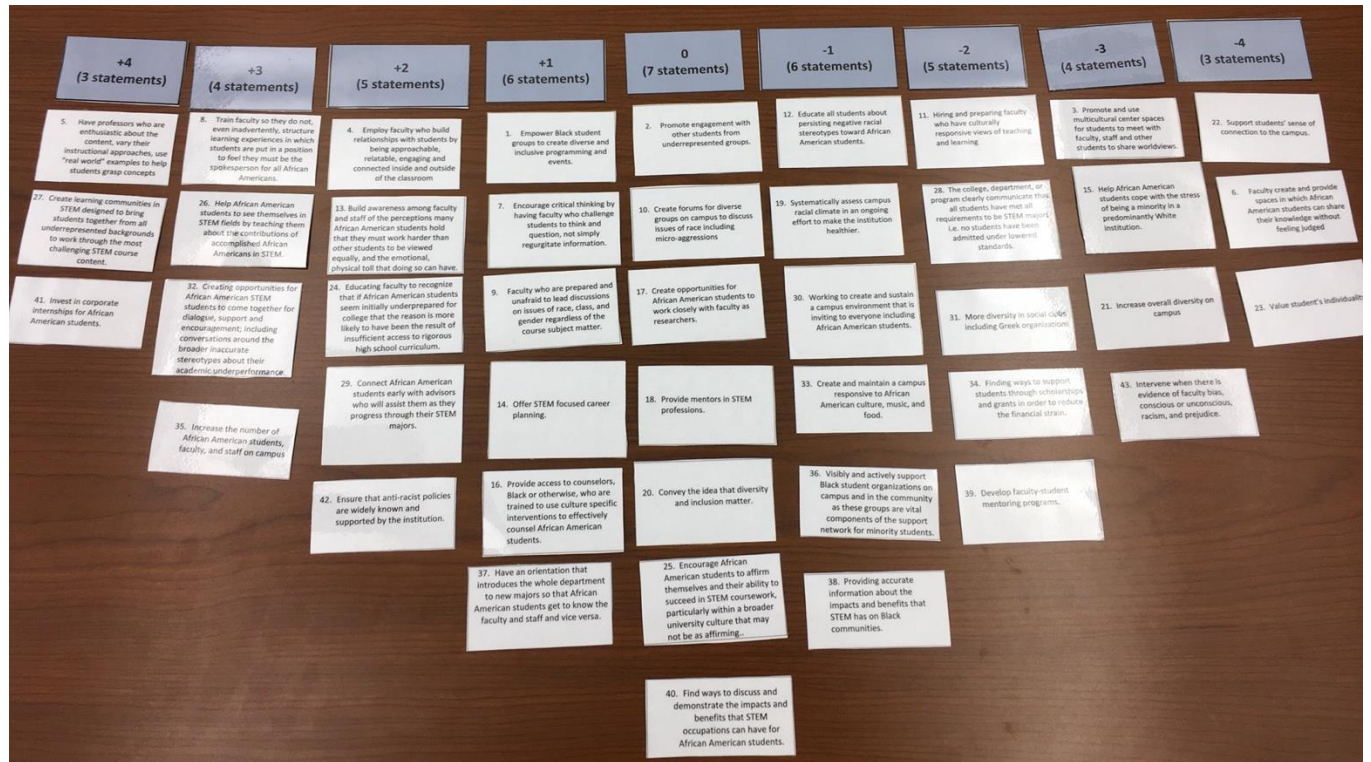 +4
(3 statements)
+3
(4 statements)
+2
(5 statements)
+1
(6 statements)
0
(7 statements)
-1
(6 statements)
-2
(5 statements)
-3
(4 statements)
-4
(3 statements)
5. Have professors who are
enthusiastic about the
content, vary their
instructional approaches, use
"real world" examples to help
students grasp concepts
27. Create learning communities in
STEM designed to bring
students together from all
underrepresented backgrounds
to work through the most
challenging STEM course
content.
41. Invest in corporate
internships for African
American students.
8. Train faculty so they do not,
even inadvertently, structure
learning experiences in which
students are put in a position
to feel they must be the
spokesperson for all African
Americans.
26. Help African American
students to see themselves in
STEM fields by teaching them
about the contributions of
accomplished African
Americans in STEM.
32. Creating opportunities for
African American STEM
students to come together for
dialogue, support and
encouragement; including
conversations around the
broader inaccurate
stereotypes about their
academic underperformance.
35. Increase the number of
African American students,
faculty, and staff on campus
4. Employ faculty who build
relationships with students by
being approachable,
relatable, engaging and
connected inside and outside
of the classroom
13. Build awareness among faculty
and staff of the perceptions many
African American students hold
that they must work harder than
other students to be viewed
equally, and the emotional,
physical toll that doing so can have.
24. Educating faculty to recognize
that if African American students
seem initially underprepared for
college that the reason is more
likely to have been the result of
insufficient access to rigorous
high school curriculum.
29. Connect African American
students early with advisors
who will assist them as they
progress through their STEM
majors.
42. Ensure that anti-racist policies
are widely known and
supported by the institution.
1. Empower Black student
groups to create diverse and
inclusive programming and
events.
7. Encourage critical thinking by
having faculty who challenge
students to think and
question, not simply
regurgitate information.
9. Faculty who are prepared and
unafraid to lead discussions
on issues of race, class, and
gender regardless of the
course subject matter.
14. Offer STEM focused career
planning.
16. Provide access to counselors,
Black or otherwise, who are
trained to use culture specific
interventions to effectively
counsel African American
students.
37. Have an orientation that
introduces the whole department
to new majors so that African
American students get to know the
faculty and staff and vice versa.
2. Promote engagement with
other students from
underrepresented groups.
10. Create forums for diverse
groups on campus to discuss
issues of race including
micro-aggressions
17. Create opportunities for
African American students to
work closely with faculty as
researchers.
18. Provide mentors in STEM
professions.
20. Convey the idea that diversity
and inclusion matter.
25. Encourage African
American students to affirm
themselves and their ability to
succeed in STEM coursework,
particularly within a broader
university culture that may
not be as affirming..
40. Find ways to discuss and
demonstrate the impacts and
benefits that STEM
occupations can have for
African American students.
12. Educate all students about
persisting negative racial
stereotypes toward African
American students.
19. Systematically assess campus
racial climate in an ongoing
effort to make the institution
healthier.
30. Working to create and sustain
a campus environment that is
inviting to everyone including
African American students.
33. Create and maintain a campus
responsive to African
American culture, music, and
food.
36. Visibly and actively support
Black student organizations on
campus and in the community
as these groups are vital
components of the support
network for minority students.
38. Providing accurate
information about the
impacts and benefits that
STEM has on Black
communities.
11. Hiring and preparing faculty
who have culturally
responsive views of teaching
and learning
28. The college, department, or
program clearly communicate that
all students have met all
requirements to be STEM majors
i.e. no students have been
admitted under lowered
standards.
31. More diversity in social clubs
including Greek organizations
34. Finding ways to support
students through scholarships
and grants in order to reduce
the financial strain.
39. Develop faculty-student
mentoring programs.
3. Promote and use
multicultural center spaces
for students to meet with
faculty, staff and other
students to share worldviews.
15. Help African American
students cope with the stress
of being a minority in a
predominantly White
institution.
21. Increase overall diversity on
campus
43. Intervene when there is
evidence of faculty bias,
conscious or unconscious,
racism, and prejudice.
22. Support students' sense of
connection to the campus.
6. Faculty create and provide
spaces in which African
American students can share
their knowledge without
feeling judged
23. Value student's individuality